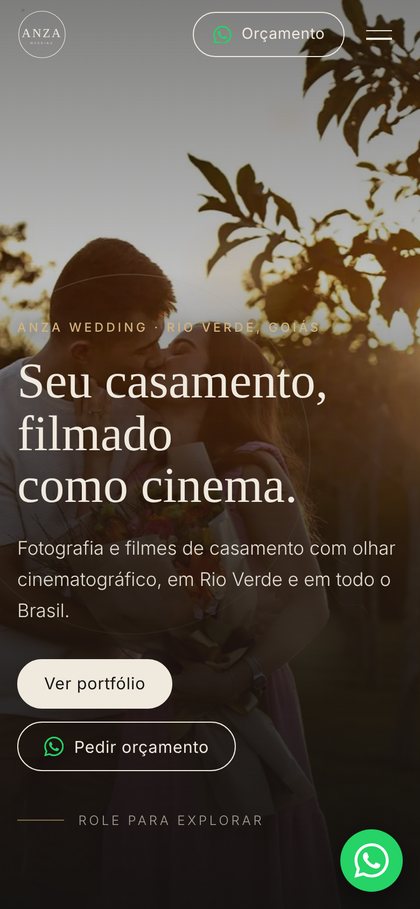 ANZA
WEDDING
Orçamento
ANZA WEDDING · RIO VERDE, GOIÁS
Seu casamento,
filmado
como cinema.
Fotografia e filmes de casamento com olhar
cinematográfico, em Rio Verde e em todo o
Brasil.
Ver portfólio
Pedir orçamento
ROLE PARA EXPLORAR